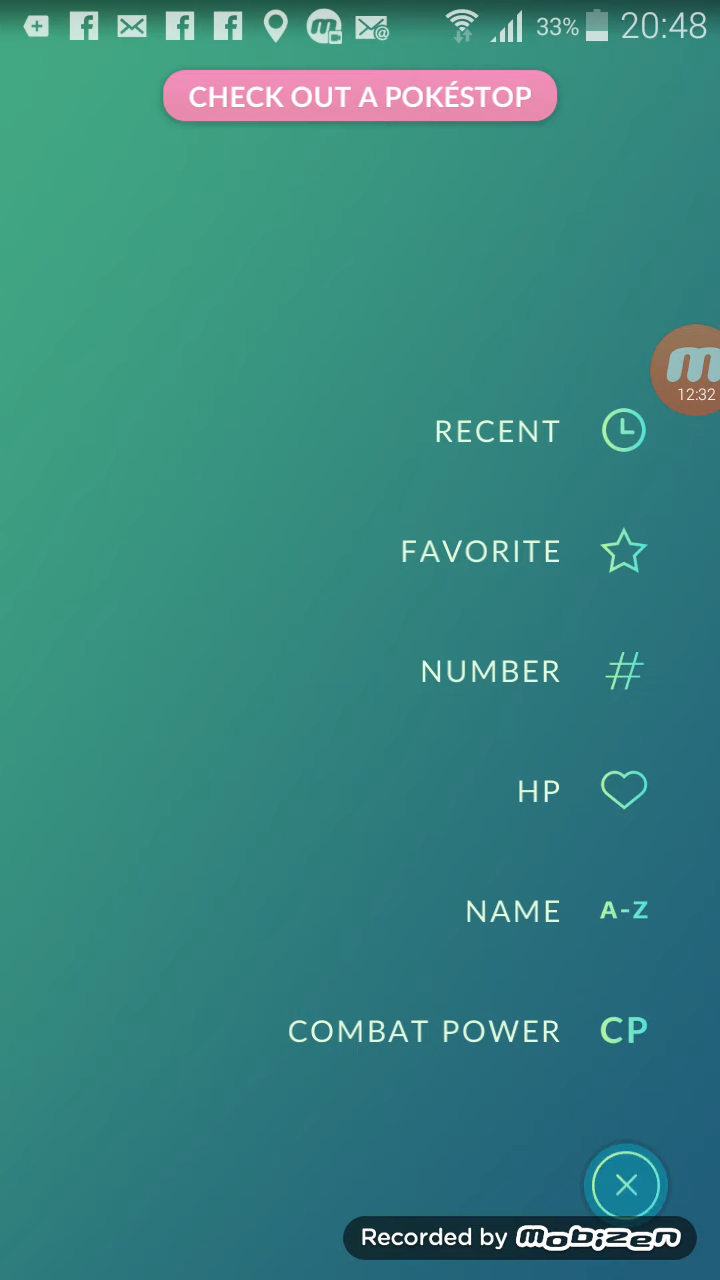 33% 20:48
CHECK OUT A POKÉSTOP
m
12:32
RECENT
FAVORITE
NUMBER #
HP
NAME A-Z
COMBAT POWER CP
Recorded by mobizen